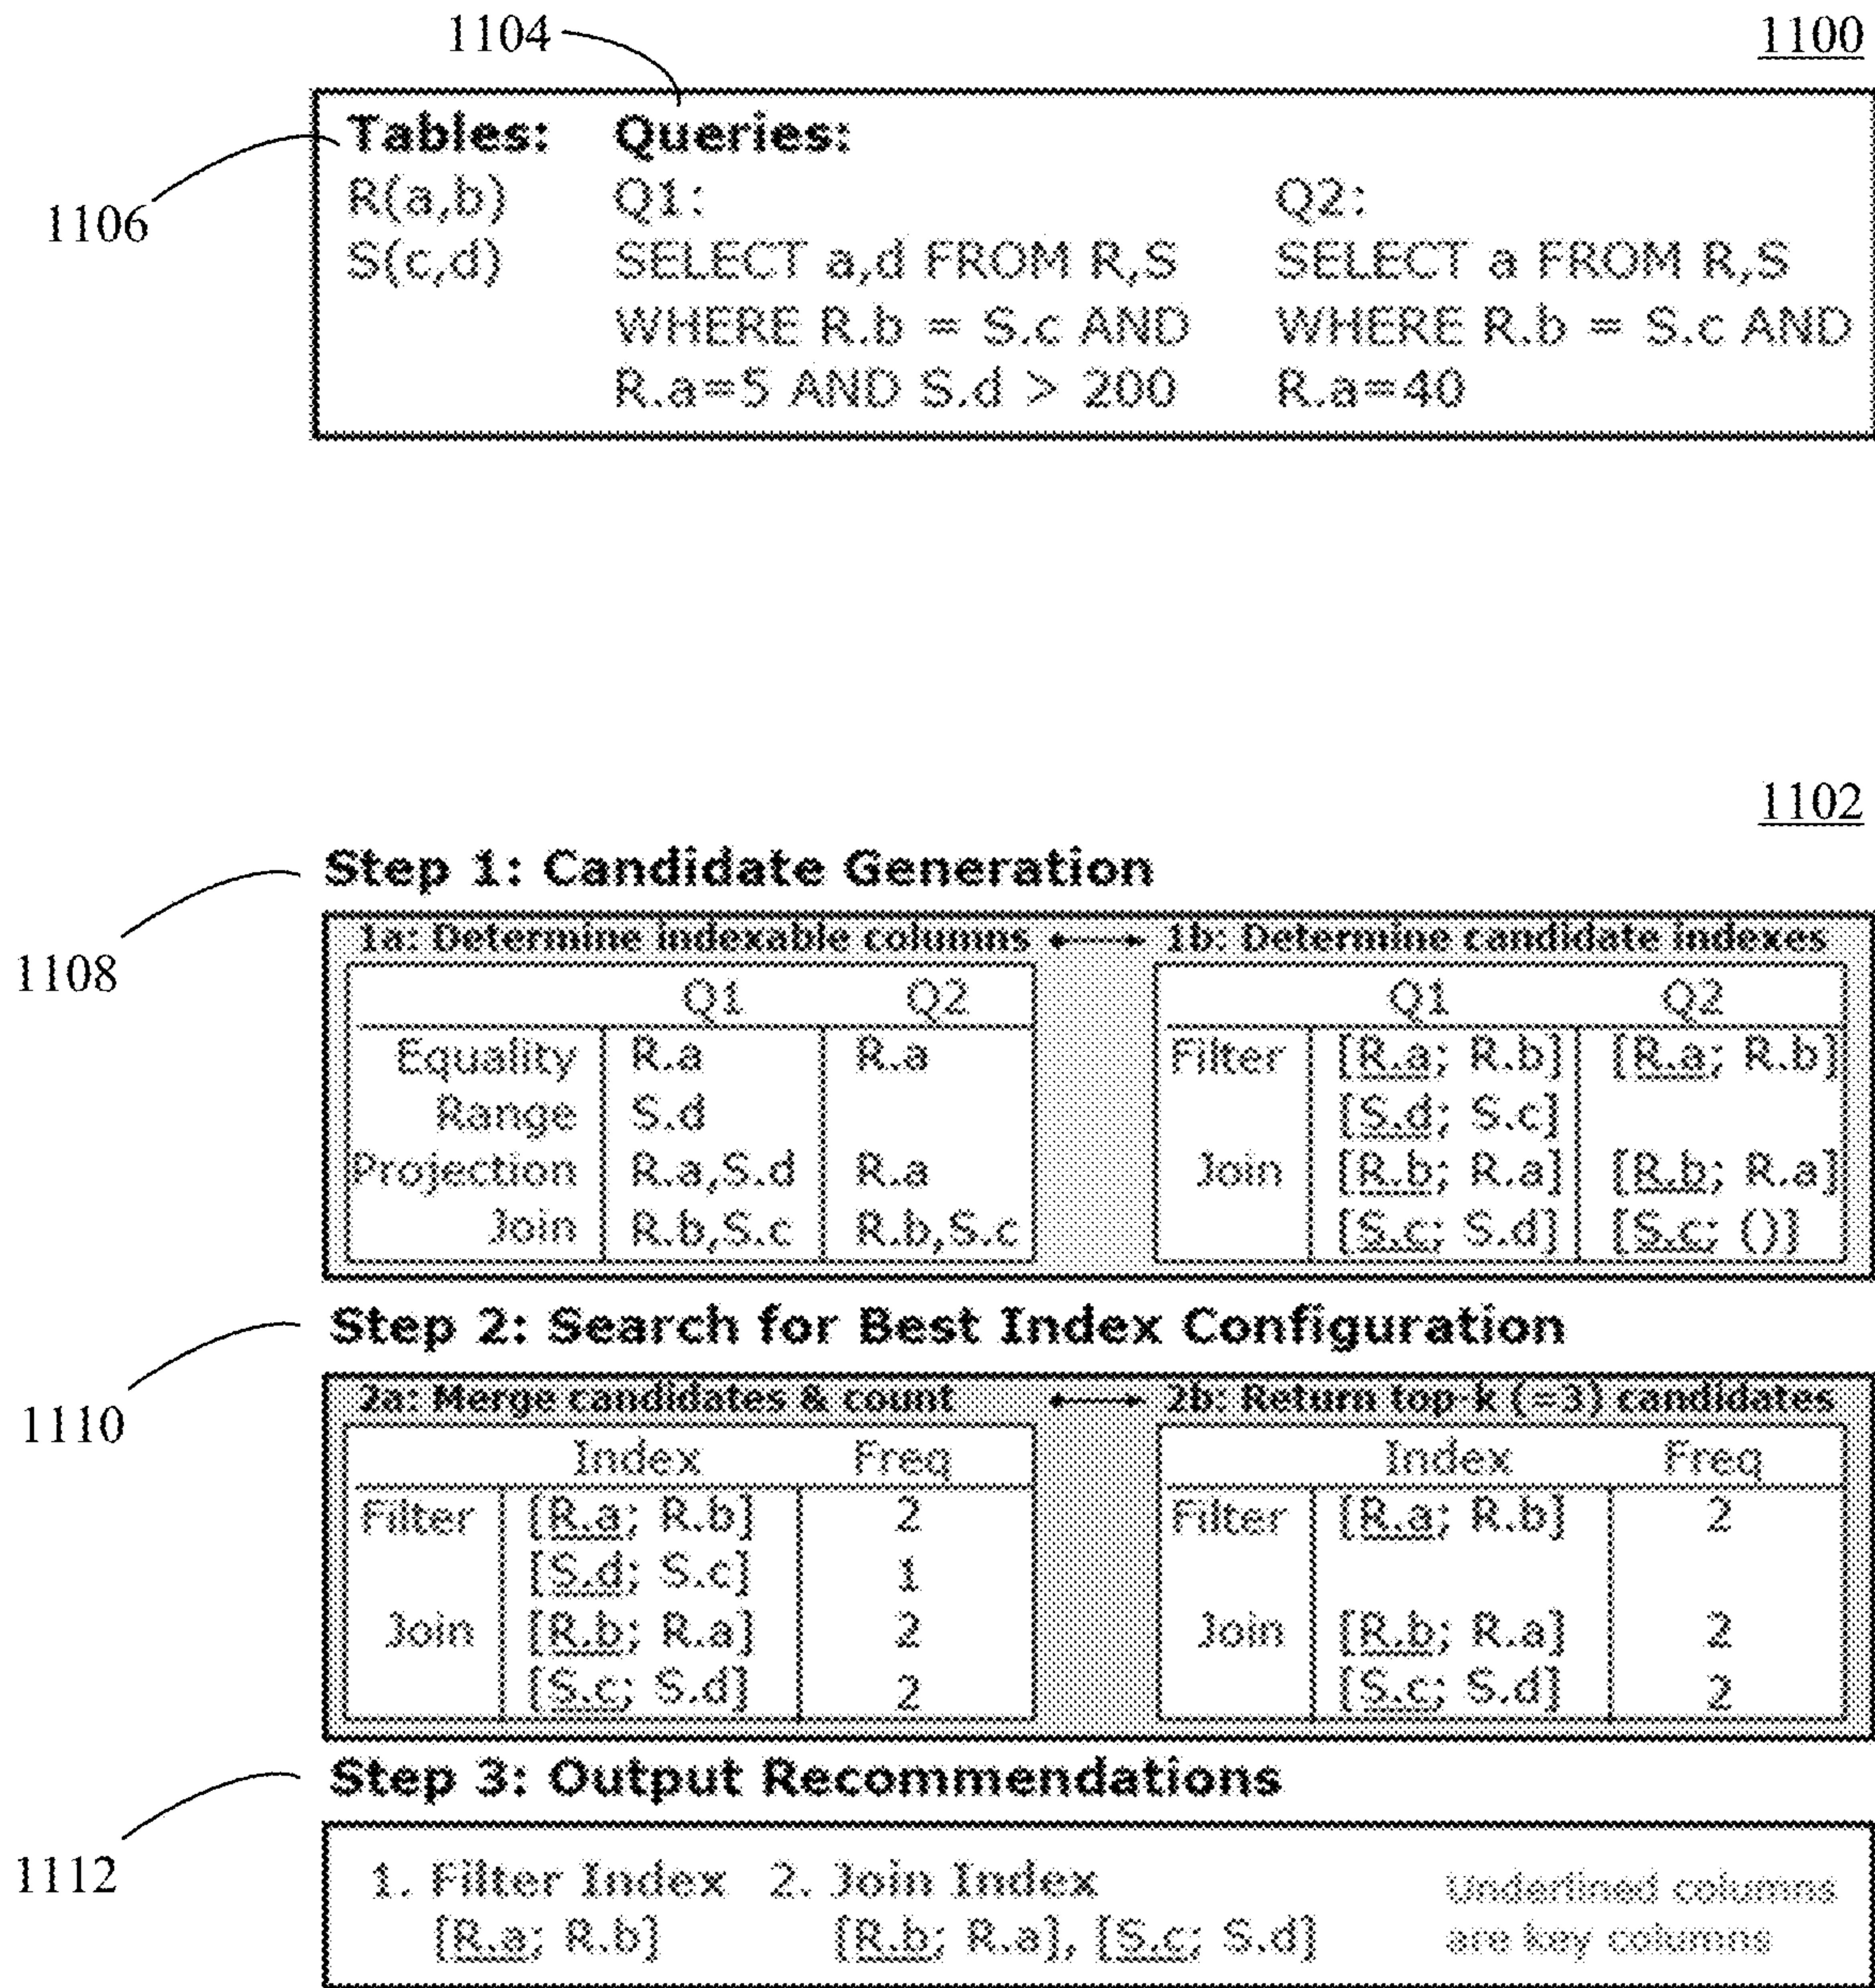 1104
1100
Tables: Queries:
1106
R(a,b) Q1: Q2:
S(c,d) SELECT a,d FROM R,S SELECT a FROM R,S
WHERE R.b = S.c AND WHERE R.b = S.c AND
R.a=5 AND S.d > 200 R.a=40
1102
Step 1: Candidate Generation
1108
1a: Determine indexable columns 1b: Determine candidate indexes
Q1 Q2 Q1 Q2
Equality R.a R.a Filter [R.a; R.b] [R.a; R.b]
Range S.d [S.d; S.c]
Projection R.a,S.d R.a Join [R.b; R.a] [R.b; R.a]
Join R.b,S.c R.b,S.c [S.c; S.d] [S.c; ()]
Step 2: Search for Best Index Configuration
1110
2a: Merge candidates & count 2b: Return top-k (=3) candidates
Index Freq Index Freq
Filter [R.a; R.b] 2 Filter [R.a; R.b] 2
[S.d; S.c] 1
Join [R.b; R.a] 2 Join [R.b; R.a] 2
[S.c; S.d] 2 [S.c; S.d] 2
Step 3: Output Recommendations
1112
1. Filter Index 2. Join Index Underlined columns
[R.a; R.b] [R.b; R.a], [S.c; S.d] are key columns